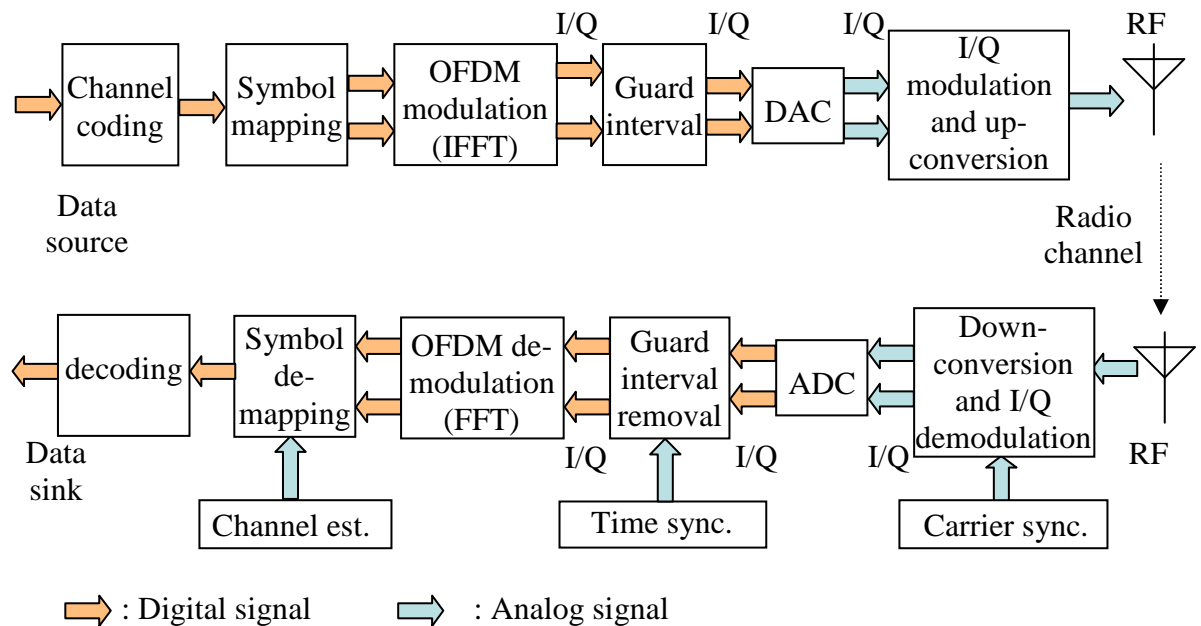 I/Q
I/Q
I/Q
RF
Channel
coding
Symbol
mapping
OFDM
modulation
(IFFT)
Guard
interval
DAC
I/Q
modulation
and up-
conversion
Data
source
Radio
channel
decoding
Symbol
de-
mapping
OFDM de-
modulation
(FFT)
Guard
interval
removal
ADC
Down-
conversion
and I/Q
demodulation
Data
sink
I/Q
I/Q
I/Q
RF
Channel est.
Time sync.
Carrier sync.
: Digital signal
: Analog signal